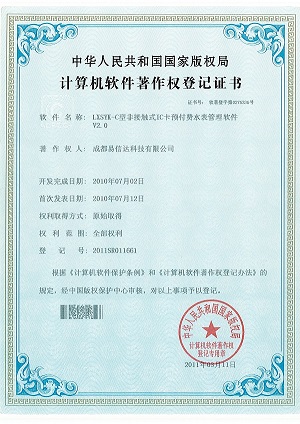 中华人民共和国国家版权局
计算机软件著作权登记证书
证书号： 软著登字第0275335号
软件名称： LXSYK-C型非接触式IC卡预付费水表管理软件
V2.0
著作权人： 成都易信达科技有限公司
开发完成日期： 2010年07月02日
首次发表日期： 2010年07月12日
权利取得方式： 原始取得
权利范围： 全部权利
登记号： 2011SR011661
根据《计算机软件保护条例》和《计算机软件著作权登记办法》的
规定，经中国版权保护中心审核，对以上事项予以登记。
中华人民共和国国家版权局
计算机软件著作权
登记专用章
2011年03月11日